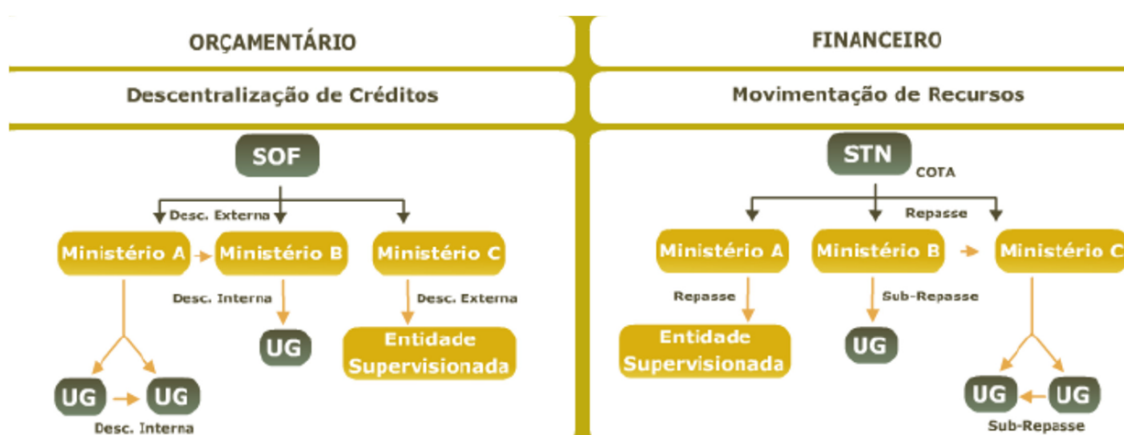 ORÇAMENTÁRIO
Descentralização de Créditos
SOF
Desc. Externa
Ministério A
Ministério B
Ministério C
Desc. Interna
Desc. Externa
UG
Entidade
Supervisionada
UG
UG
Desc. Interna
FINANCEIRO
Movimentação de Recursos
STN
COTA
Repasse
Ministério A
Ministério B
Ministério C
Repasse
Sub-Repasse
Entidade
Supervisionada
UG
UG
UG
Sub-Repasse